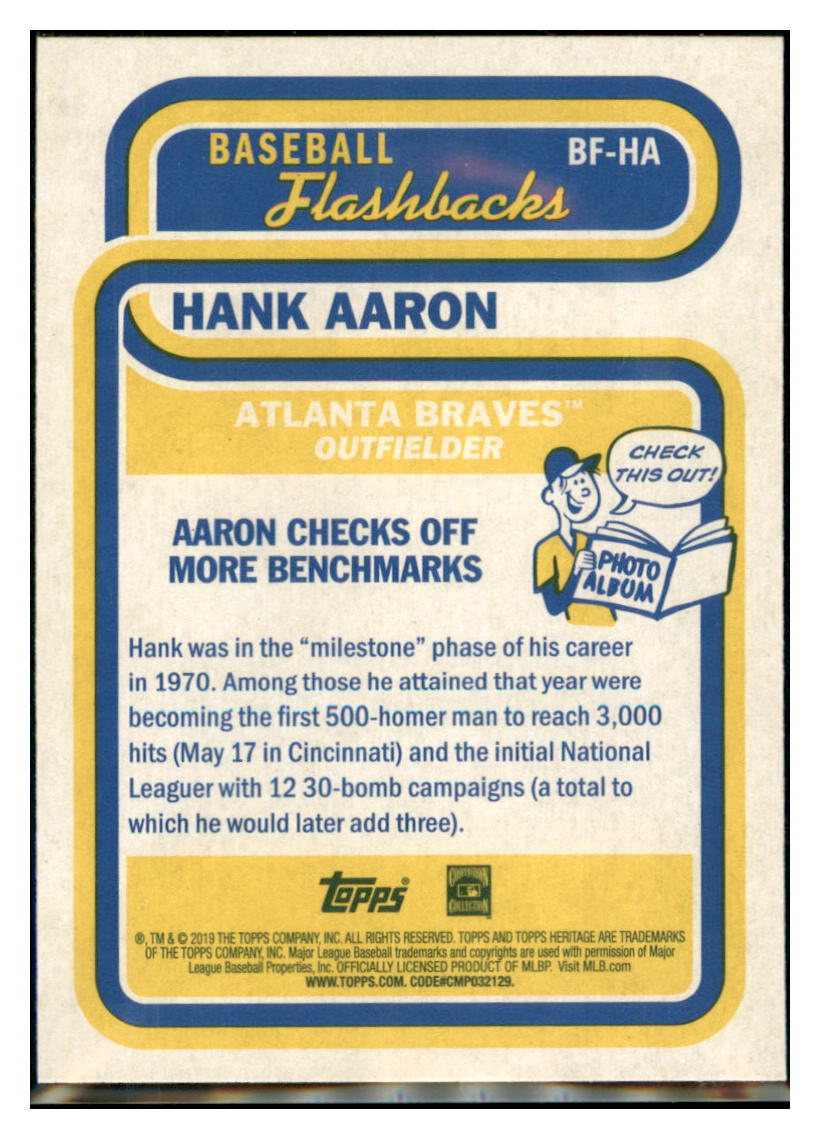 BASEBALL
BF-HA
Flashbacks
HANK AARON
ATLANTA BRAVES™
OUTFIELDER
CHECK
THIS OUT!
AARON CHECKS OFF
MORE BENCHMARKS
PHOTO
ALBUM
Hank was in the “milestone” phase of his career
in 1970. Among those he attained that year were
becoming the first 500-homer man to reach 3,000
hits (May 17 in Cincinnati) and the initial National
Leaguer with 12 30-bomb campaigns (a total to
which he would later add three).
Topps®
COOPERSTOWN
COLLECTION
®, TM & © 2019 THE TOPPS COMPANY, INC. ALL RIGHTS RESERVED. TOPPS AND TOPPS HERITAGE ARE TRADEMARKS
OF THE TOPPS COMPANY, INC. Major League Baseball trademarks and copyrights are used with permission of Major
League Baseball Properties, Inc. OFFICIALLY LICENSED PRODUCT OF MLBP. Visit MLB.com
WWW.TOPPS.COM. CODE#CMP032129.